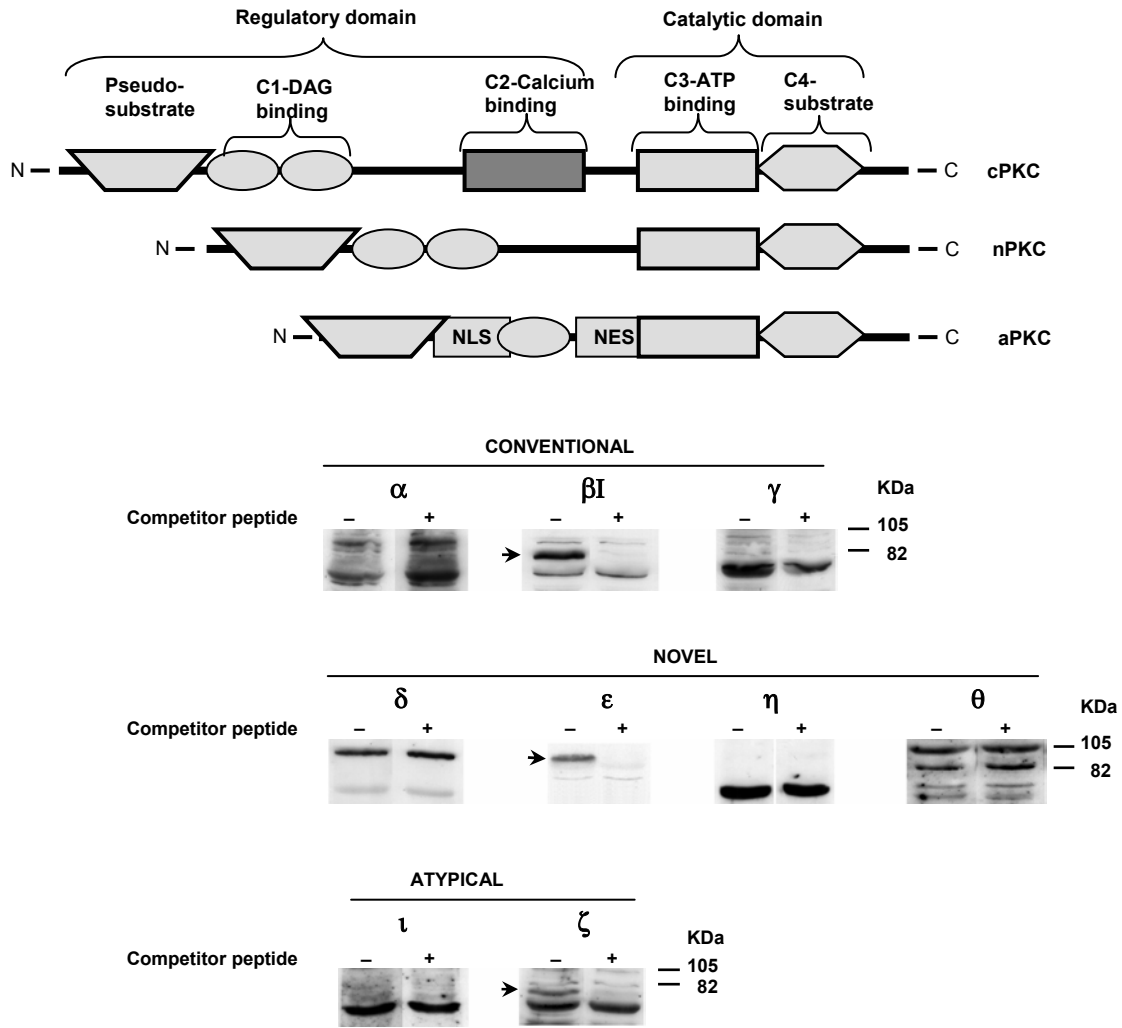 Regulatory domain
Catalytic domain
Pseudo-
substrate
C1-DAG
binding
C2-Calcium
binding
C3-ATP
binding
C4-
substrate
N
C
cPKC
N
C
nPKC
N
NLS
NES
C
aPKC
CONVENTIONAL
α
βI
γ
KDa
Competitor peptide
–
+
–
+
–
+
105
82
NOVEL
δ
ε
η
θ
KDa
Competitor peptide
–
+
–
+
–
+
–
+
105
82
ATYPICAL
ι
ζ
KDa
Competitor peptide
–
+
–
+
105
82